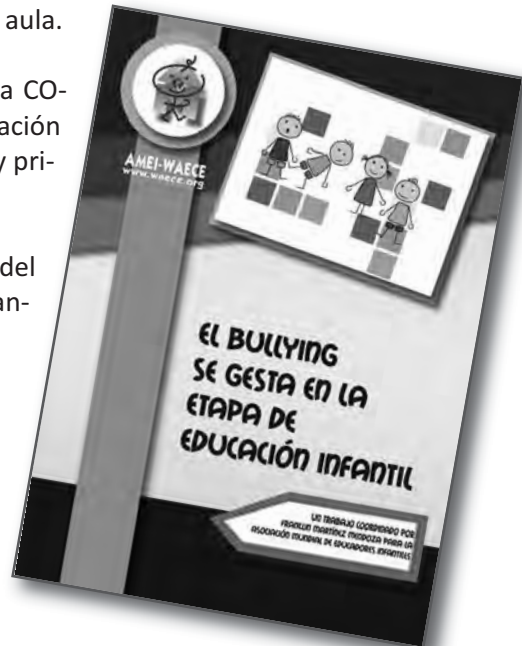 aula.
a CO-
ación
y pri-
del
an-
AMEI-WAECE
www.waece.org
EL BULLYING
SE GESTA EN LA
ETAPA DE
EDUCACIÓN INFANTIL
UN TRABAJO COORDINADO POR
FRANKLIN MARTÍNEZ MENDOZA PARA LA
ASOCIACIÓN MUNDIAL DE EDUCADORES INFANTILES